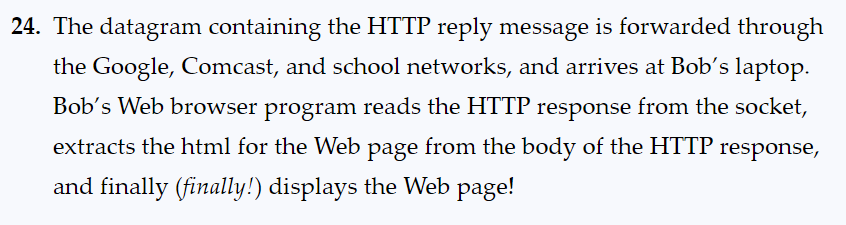 24. The datagram containing the HTTP reply message is forwarded through
the Google, Comcast, and school networks, and arrives at Bob’s laptop.
Bob’s Web browser program reads the HTTP response from the socket,
extracts the html for the Web page from the body of the HTTP response,
and finally (finally!) displays the Web page!